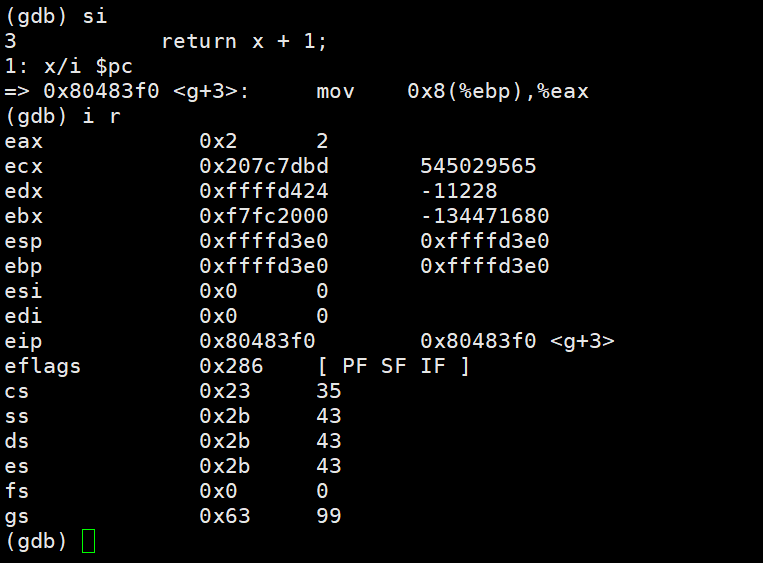 (gdb) si
3           return x + 1;
1: x/i $pc
=> 0x80483f0 <g+3>:     mov    0x8(%ebp),%eax
(gdb) i r
eax            0x2      2
ecx            0x207c7dbd       545029565
edx            0xffffd424       -11228
ebx            0xf7fc2000       -134471680
esp            0xffffd3e0       0xffffd3e0
ebp            0xffffd3e0       0xffffd3e0
esi            0x0      0
edi            0x0      0
eip            0x80483f0        0x80483f0 <g+3>
eflags         0x286    [ PF SF IF ]
cs             0x23     35
ss             0x2b     43
ds             0x2b     43
es             0x2b     43
fs             0x0      0
gs             0x63     99
(gdb)